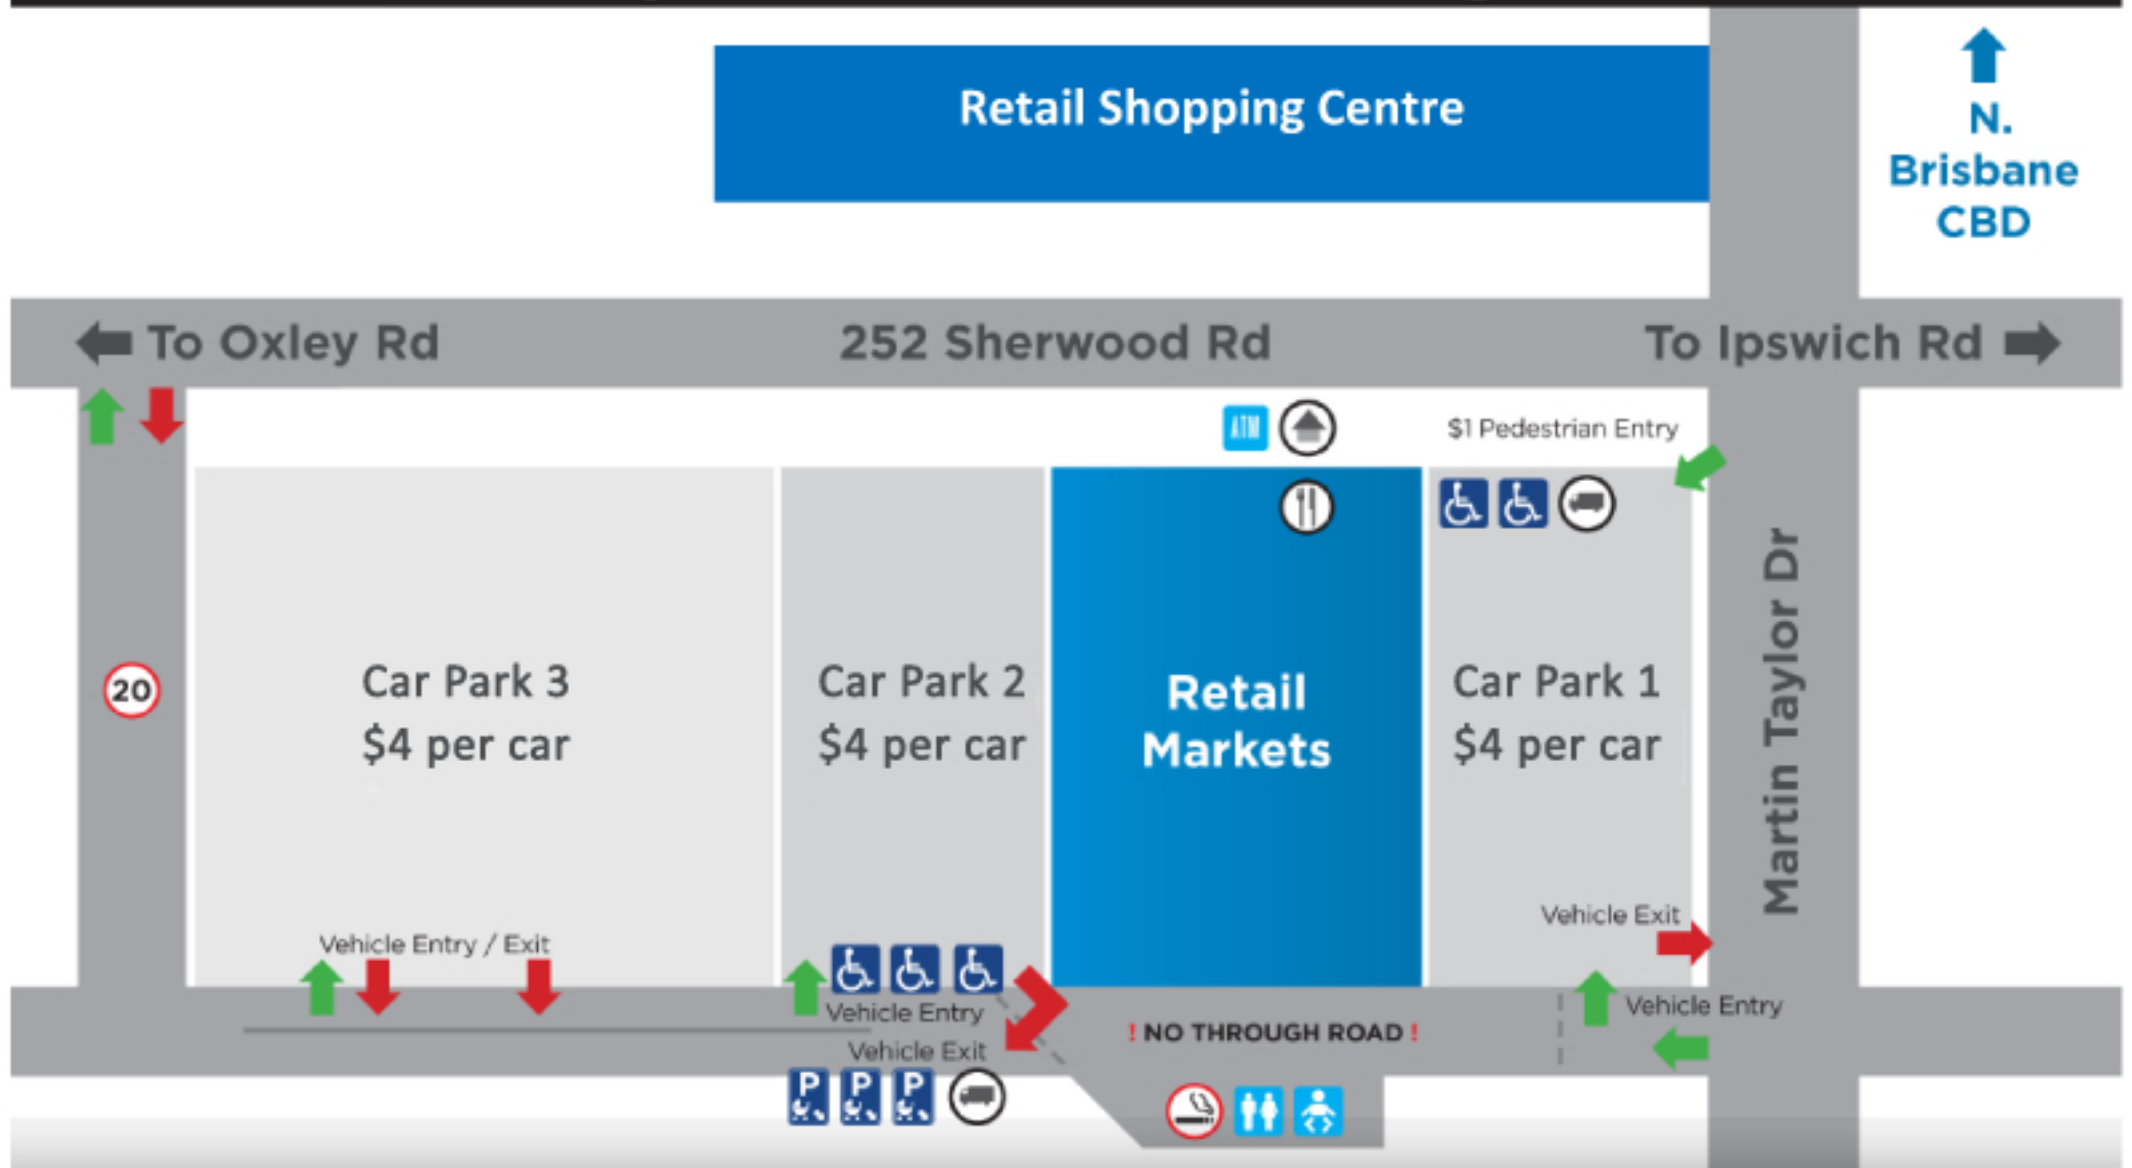 Retail Shopping Centre
N.
Brisbane
CBD
To Oxley Rd
252 Sherwood Rd
To Ipswich Rd
ATM
$1 Pedestrian Entry
20
Car Park 3
$4 per car
Car Park 2
$4 per car
Retail
Markets
Car Park 1
$4 per car
Martin Taylor Dr
Vehicle Entry / Exit
Vehicle Exit
Vehicle Entry
Vehicle Entry
! NO THROUGH ROAD !
Vehicle Exit
P
P
P